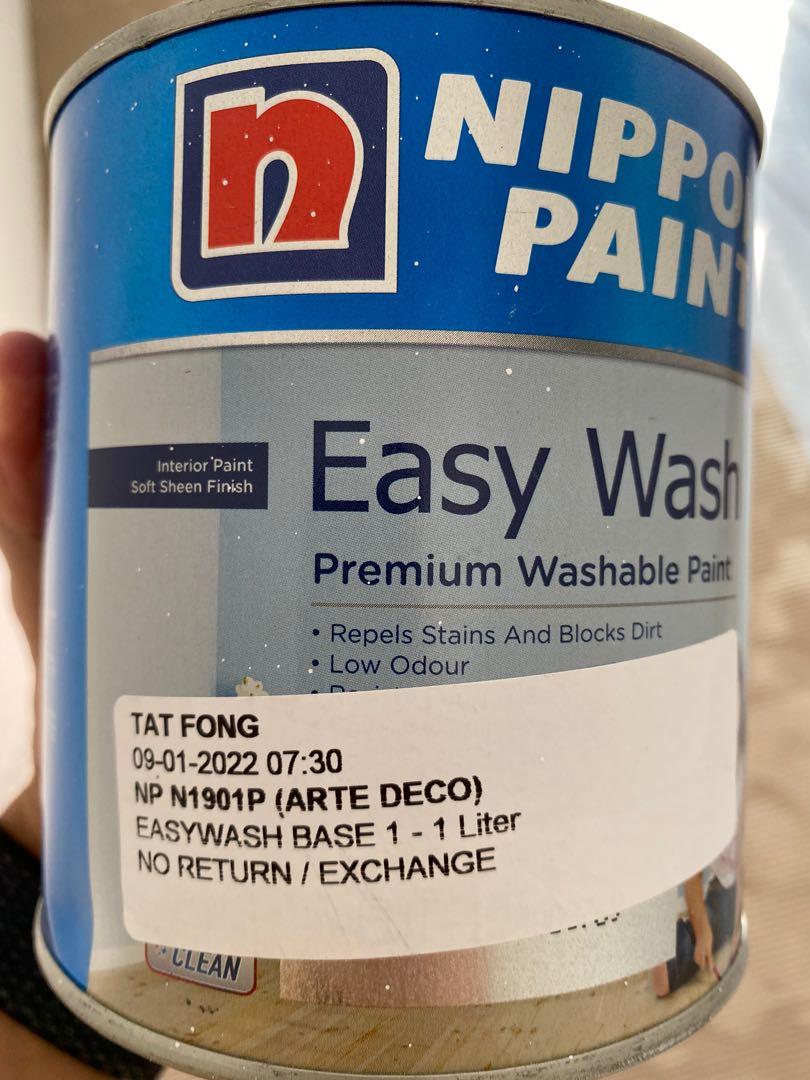 n
NIPPO
PAINT
Interior Paint
Soft Sheen Finish
Easy Wash
Premium Washable Paint
• Repels Stains And Blocks Dirt
• Low Odour
TAT FONG
09-01-2022 07:30
NP N1901P (ARTE DECO)
EASYWASH BASE 1 - 1 Liter
NO RETURN / EXCHANGE
CLEAN